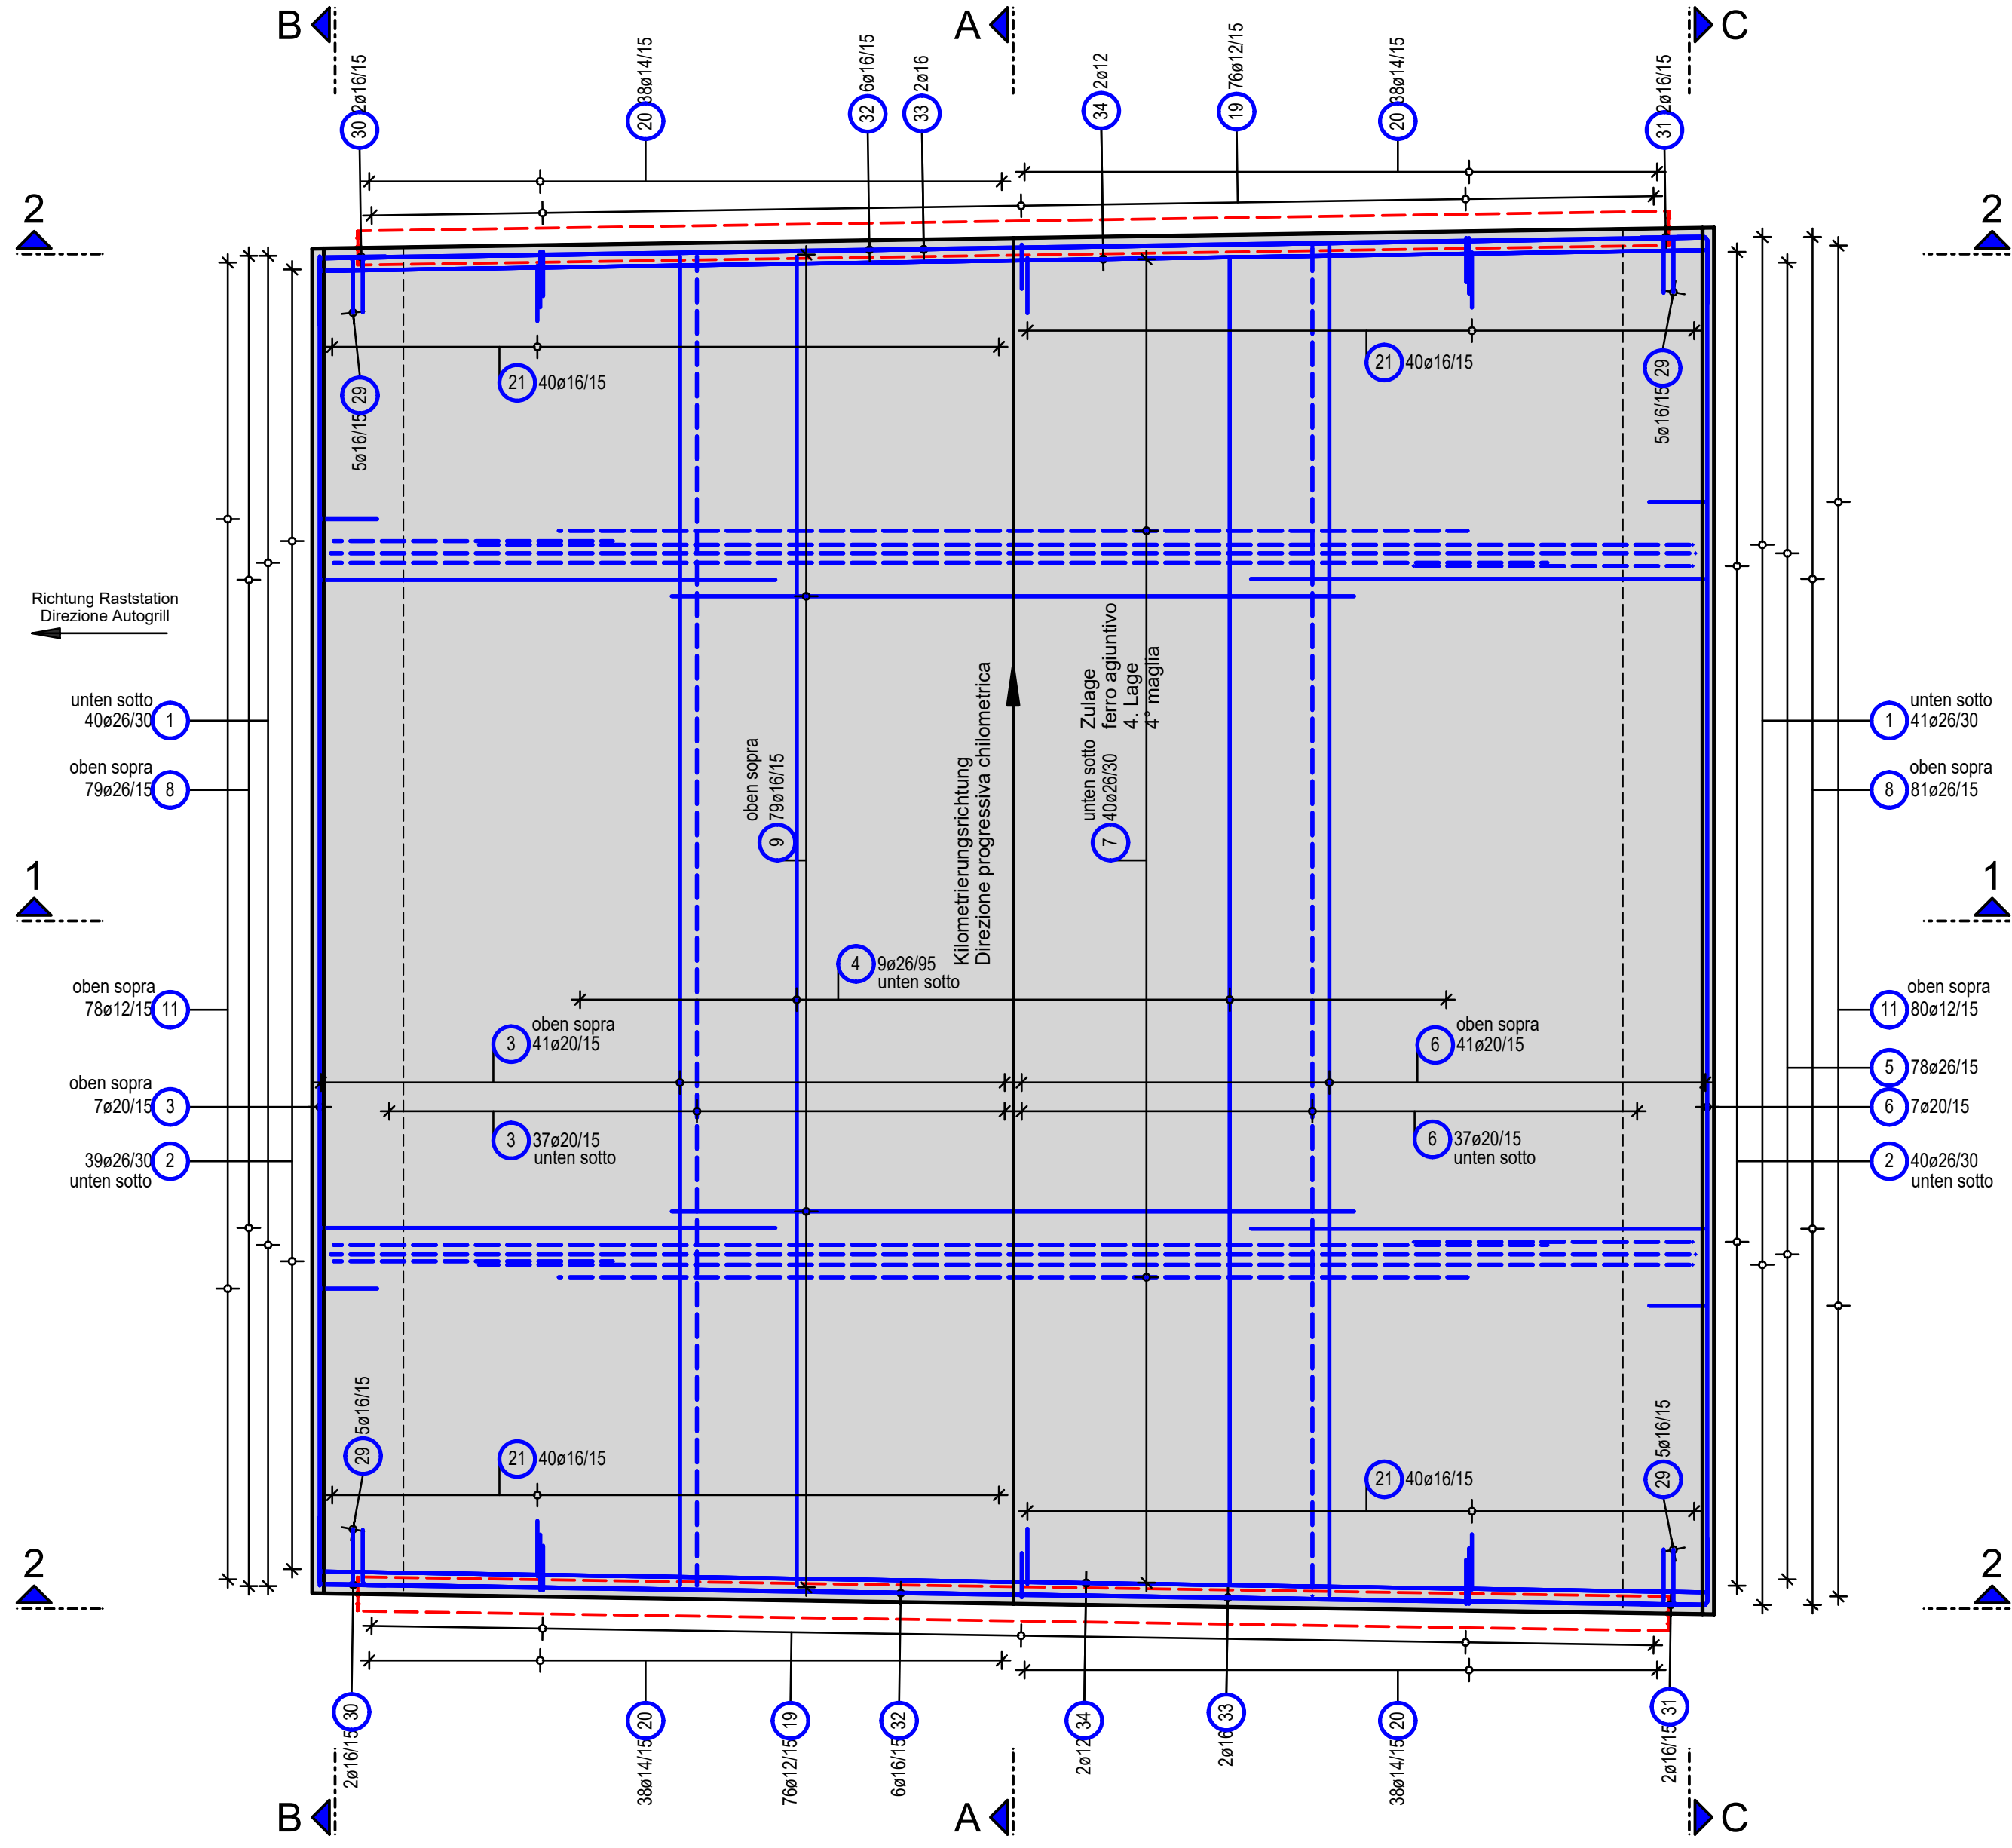 B
A
C
30 2ø16/15
20 38ø14/15
32 6ø16/15
33 2ø16
34 2ø12
19 76ø12/15
20 38ø14/15
31 2ø16/15
2
2
21 40ø16/15
21 40ø16/15
5ø16/15 29
5ø16/15 29
Richtung Raststation
Direzione Autogrill
unten sotto
40ø26/30 1
oben sopra
79ø26/15 8
1
oben sopra
78ø12/15 11
oben sopra
7ø20/15 3
39ø26/30 2
unten sotto
oben sopra
9 79ø16/15
Kilometrierungsrichtung
Direzione progressiva chilometrica
unten sotto
7 40ø26/30
Zulage
ferro agiuntivo
4. Lage
4° maglia
4 9ø26/95
unten sotto
oben sopra
3 41ø20/15
oben sopra
6 41ø20/15
3 37ø20/15
unten sotto
6 37ø20/15
unten sotto
unten sotto
1 41ø26/30
oben sopra
8 81ø26/15
1
oben sopra
11 80ø12/15
5 78ø26/15
6 7ø20/15
2 40ø26/30
unten sotto
29 5ø16/15
29 5ø16/15
21 40ø16/15
21 40ø16/15
2
2
2ø16/15 30
38ø14/15 20
76ø12/15 19
6ø16/15 32
2ø12 34
2ø16 33
38ø14/15 20
2ø16/15 31
B
A
C